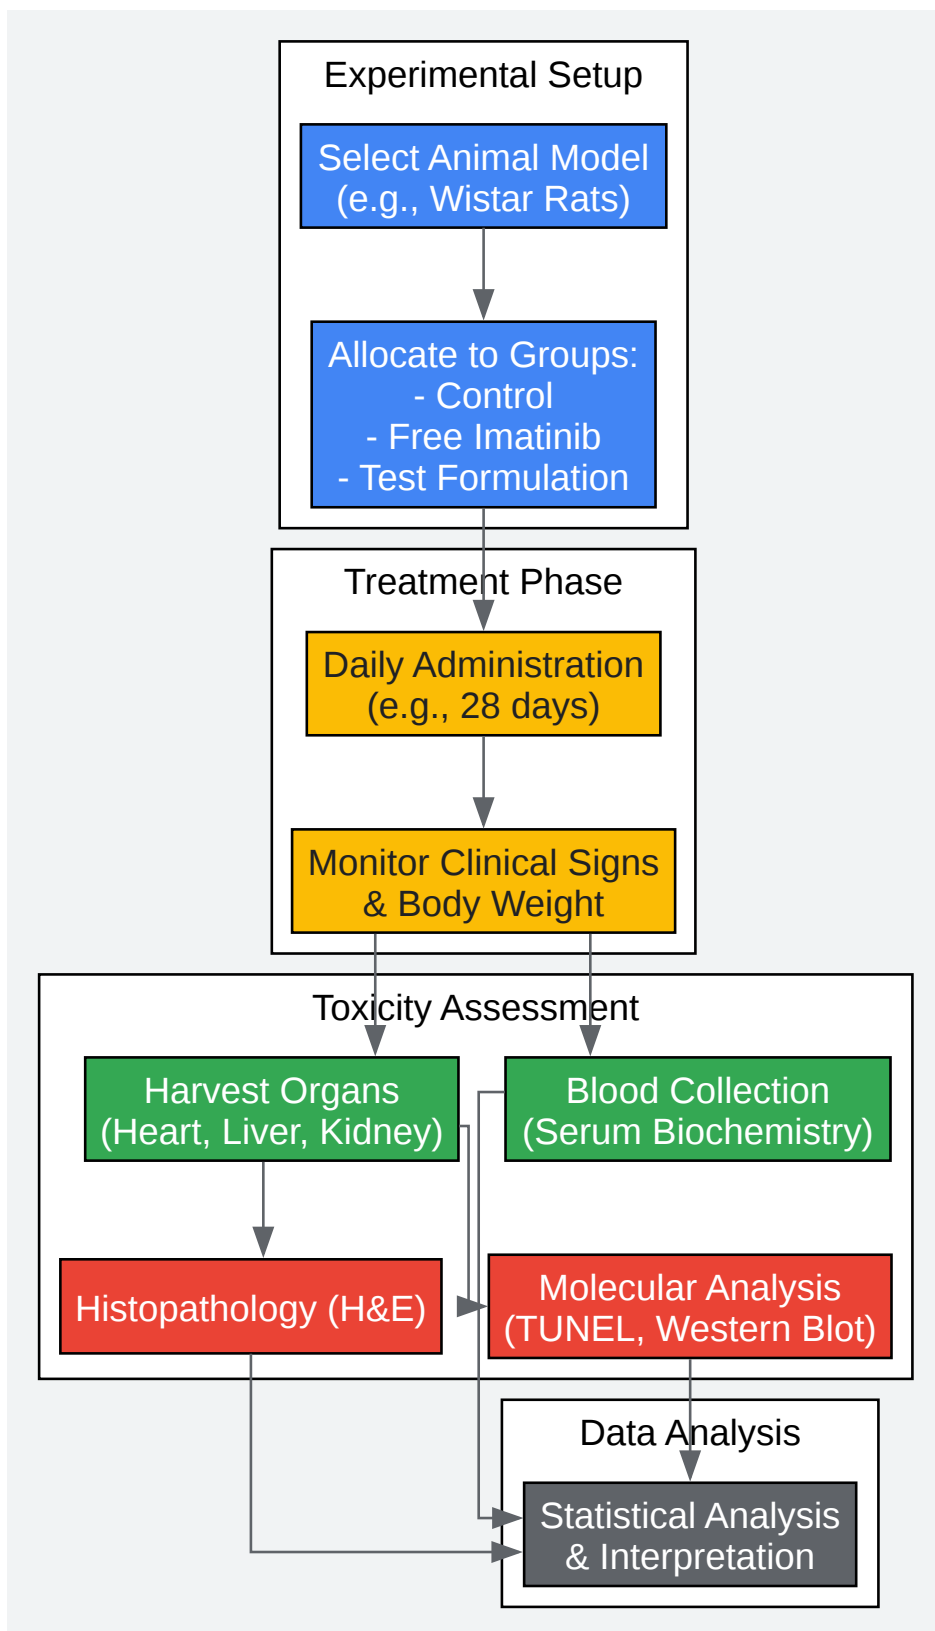 Experimental Setup
Select Animal Model
(e.g., Wistar Rats)
Allocate to Groups:
- Control
- Free Imatinib
- Test Formulation
Treatment Phase
Daily Administration
(e.g., 28 days)
Monitor Clinical Signs
& Body Weight
Toxicity Assessment
Harvest Organs
(Heart, Liver, Kidney)
Blood Collection
(Serum Biochemistry)
Histopathology (H&E)
Molecular Analysis
(TUNEL, Western Blot)
Data Analysis
Statistical Analysis
& Interpretation